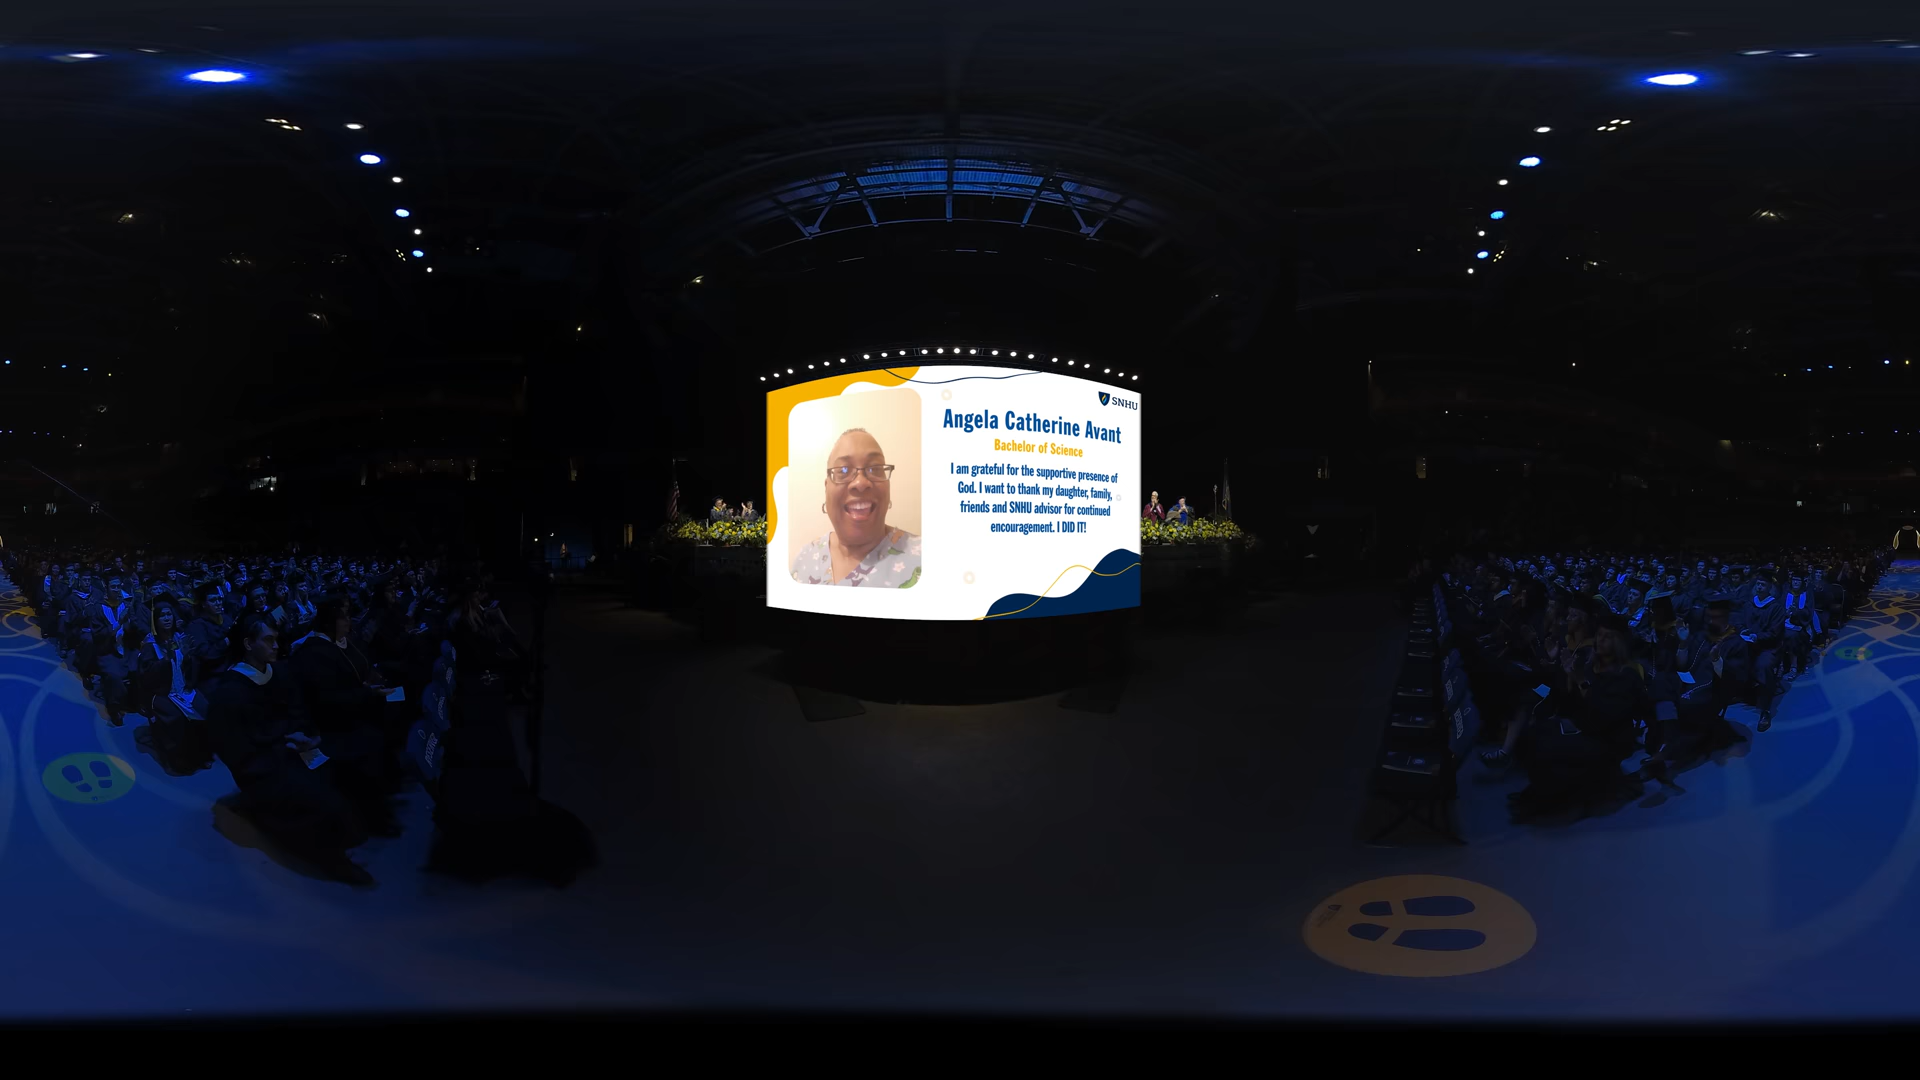 SNHU
Angela Catherine Avant
Bachelor of Science
I am grateful for the supportive presence of
God. I want to thank my daughter, family,
friends and SNHU advisor for continued
encouragement. I DID IT!